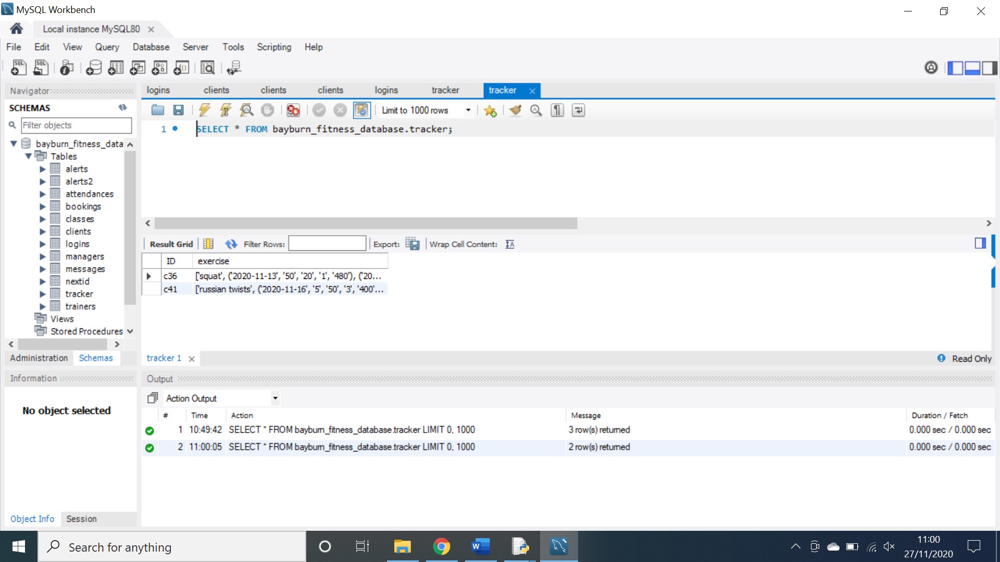 MySQL Workbench
Local instance MySQL80
File Edit View Query Database Server Tools Scripting Help
Navigator
logins clients clients clients logins tracker tracker
SCHEMAS
Limit to 1000 rows
Filter objects
1 SELECT * FROM bayburn_fitness_database.tracker;
bayburn_fitness_data
Tables
alerts
alerts2
attendances
bookings
classes
clients
logins
managers
messages
nextid
tracker
trainers
Views
Stored Procedures
Result Grid Filter Rows: Export: Wrap Cell Content:
ID exercise
c36 ['squat', ('2020-11-13', '50', '20', '1', '480'), ('20...
c41 ['russian twists', ('2020-11-16', '5', '50', '3', '400'...
Administration Schemas
tracker 1 Read Only
Information
No object selected
Output
Action Output
# Time Action Message Duration / Fetch
1 10:49:42 SELECT * FROM bayburn_fitness_database.tracker LIMIT 0, 1000 3 row(s) returned 0.000 sec / 0.000 sec
2 11:00:05 SELECT * FROM bayburn_fitness_database.tracker LIMIT 0, 1000 2 row(s) returned 0.000 sec / 0.000 sec
Object Info Session
Search for anything
11:00
27/11/2020